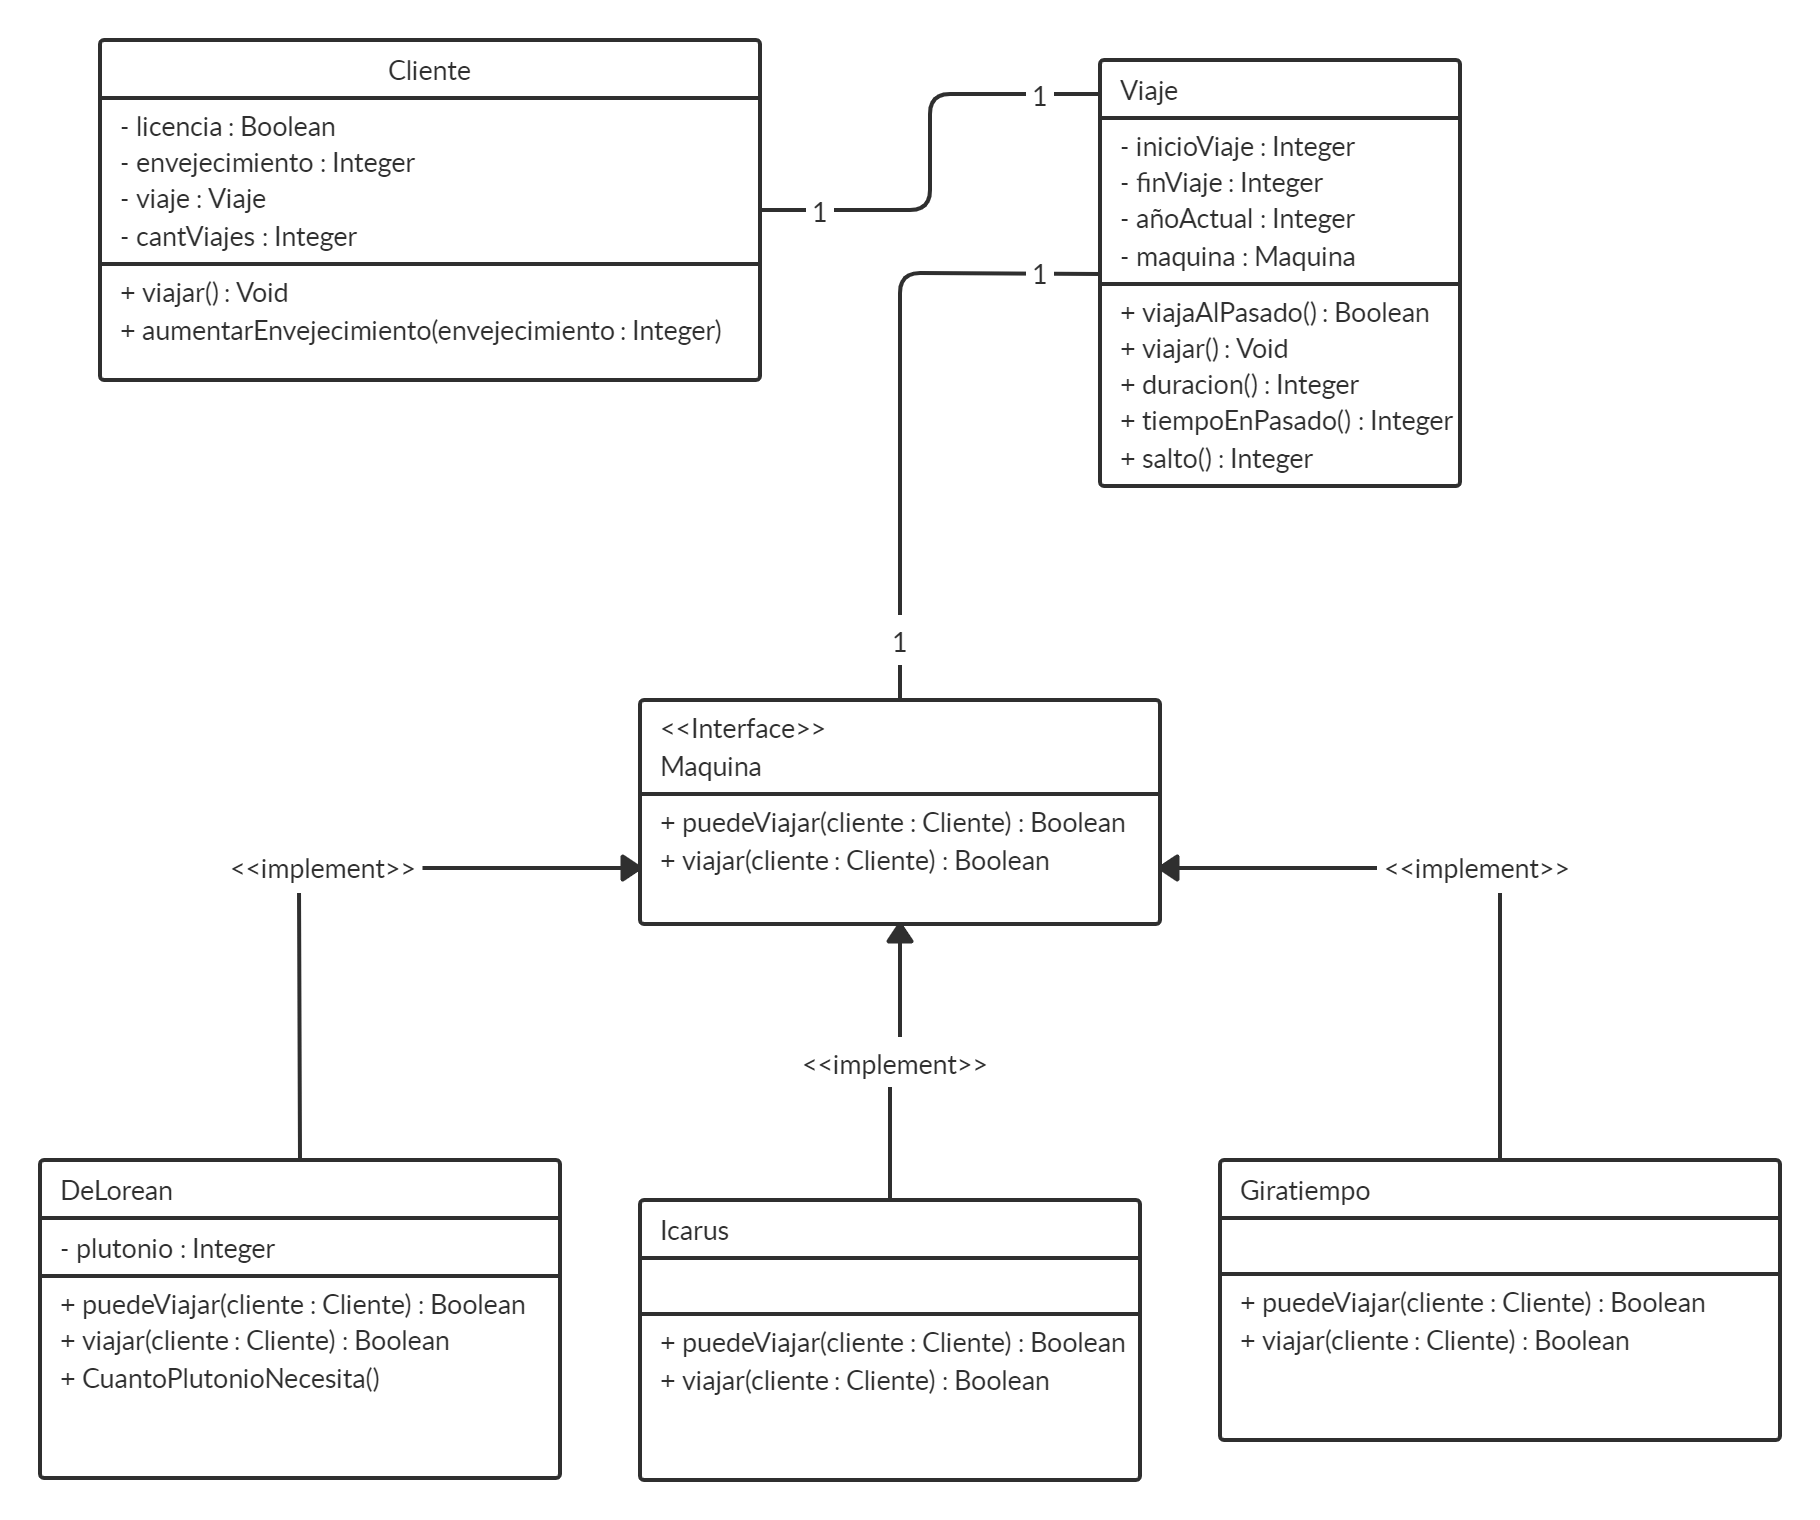 Cliente
- licencia : Boolean
- envejecimiento : Integer
- viaje : Viaje
- cantViajes : Integer
+ viajar() : Void
+ aumentarEnvejecimiento(envejecimiento : Integer)
1
1
Viaje
- inicioViaje : Integer
- finViaje : Integer
- añoActual : Integer
- maquina : Maquina
+ viajaAlPasado() : Boolean
+ viajar() : Void
+ duracion() : Integer
+ tiempoEnPasado() : Integer
+ salto() : Integer
1
1
<<Interface>>
Maquina
+ puedeViajar(cliente : Cliente) : Boolean
+ viajar(cliente : Cliente) : Boolean
<<implement>>
<<implement>>
<<implement>>
DeLorean
- plutonio : Integer
+ puedeViajar(cliente : Cliente) : Boolean
+ viajar(cliente : Cliente) : Boolean
+ CuantoPlutonioNecesita()
Icarus
+ puedeViajar(cliente : Cliente) : Boolean
+ viajar(cliente : Cliente) : Boolean
Giratiempo
+ puedeViajar(cliente : Cliente) : Boolean
+ viajar(cliente : Cliente) : Boolean